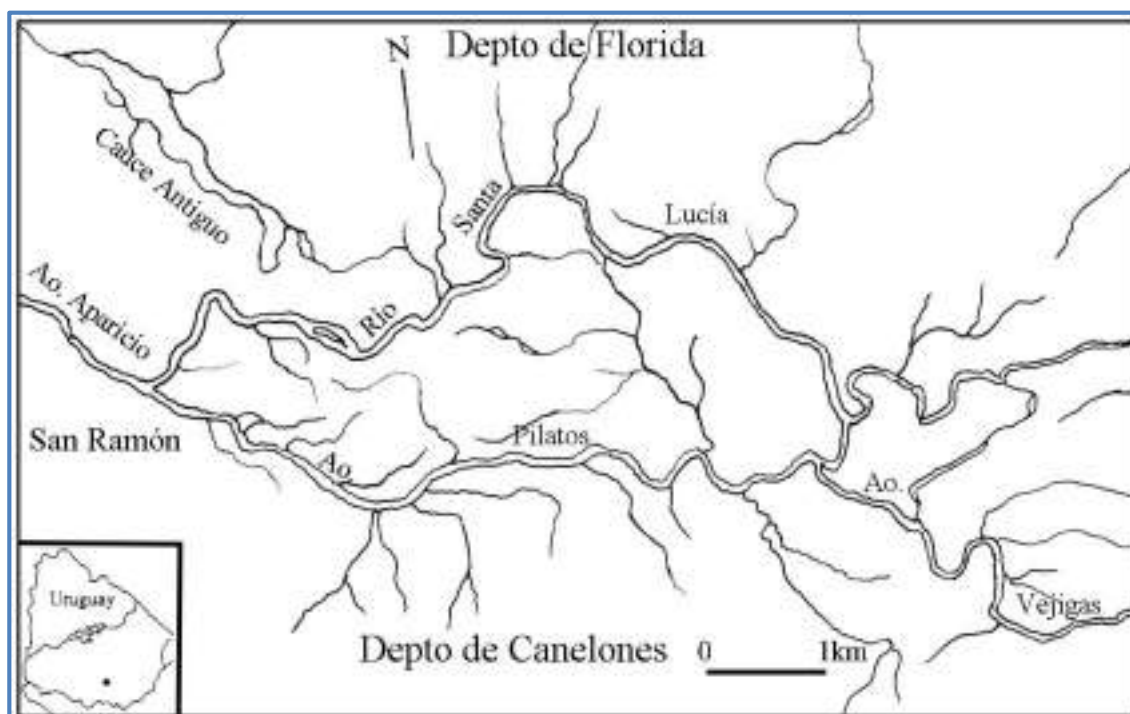 N
Depto de Florida
Cauce Antiguo
Santa
Lucía
Río
Ao. Aparicio
San Ramón
Pilatos
Ao.
Ao.
Vejigas
Uruguay
Depto de Canelones
0 1km